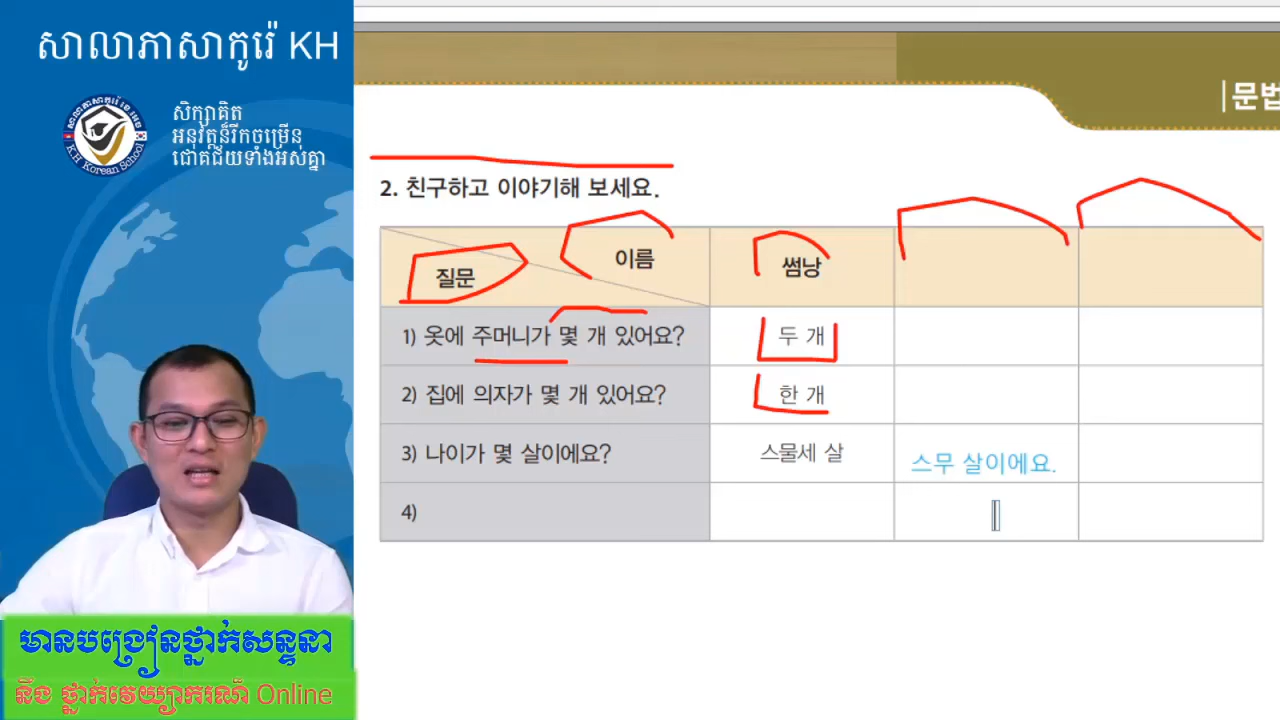 សាលាភាសាកូរ៉េ KH
សិក្សាគិត
អនុវត្តន៍រីកចម្រើន
ជោគជ័យទាំងអស់គ្នា
K.H Korean School
|문법
2. 친구하고 이야기해 보세요.
질문 이름 썸낭
1) 옷에 주머니가 몇 개 있어요? 두 개
2) 집에 의자가 몇 개 있어요? 한 개
3) 나이가 몇 살이에요? 스물세 살 스무 살이에요.
4)
មានបង្រៀនថ្នាក់សន្ទនា
និង ថ្នាក់វេយ្យាករណ៍ Online